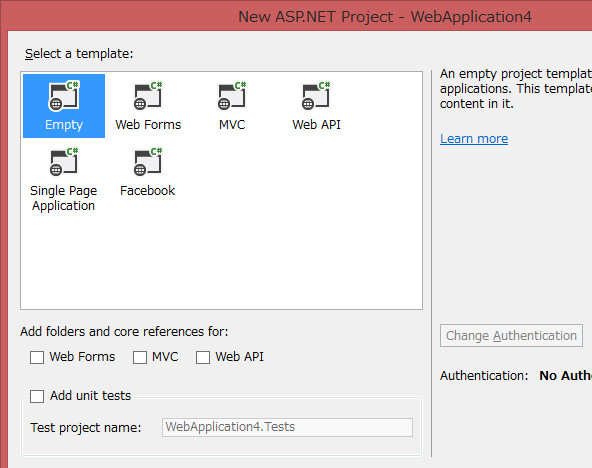 New ASP.NET Project - WebApplication4
Select a template:
C# C# C# C#
Empty Web Forms MVC Web API
C# C#
Single Page Application Facebook
An empty project templat
applications. This template
content in it.
Learn more
Change Authentication
Authentication: No Auth
Add folders and core references for:
Web Forms MVC Web API
Add unit tests
Test project name: WebApplication4.Tests